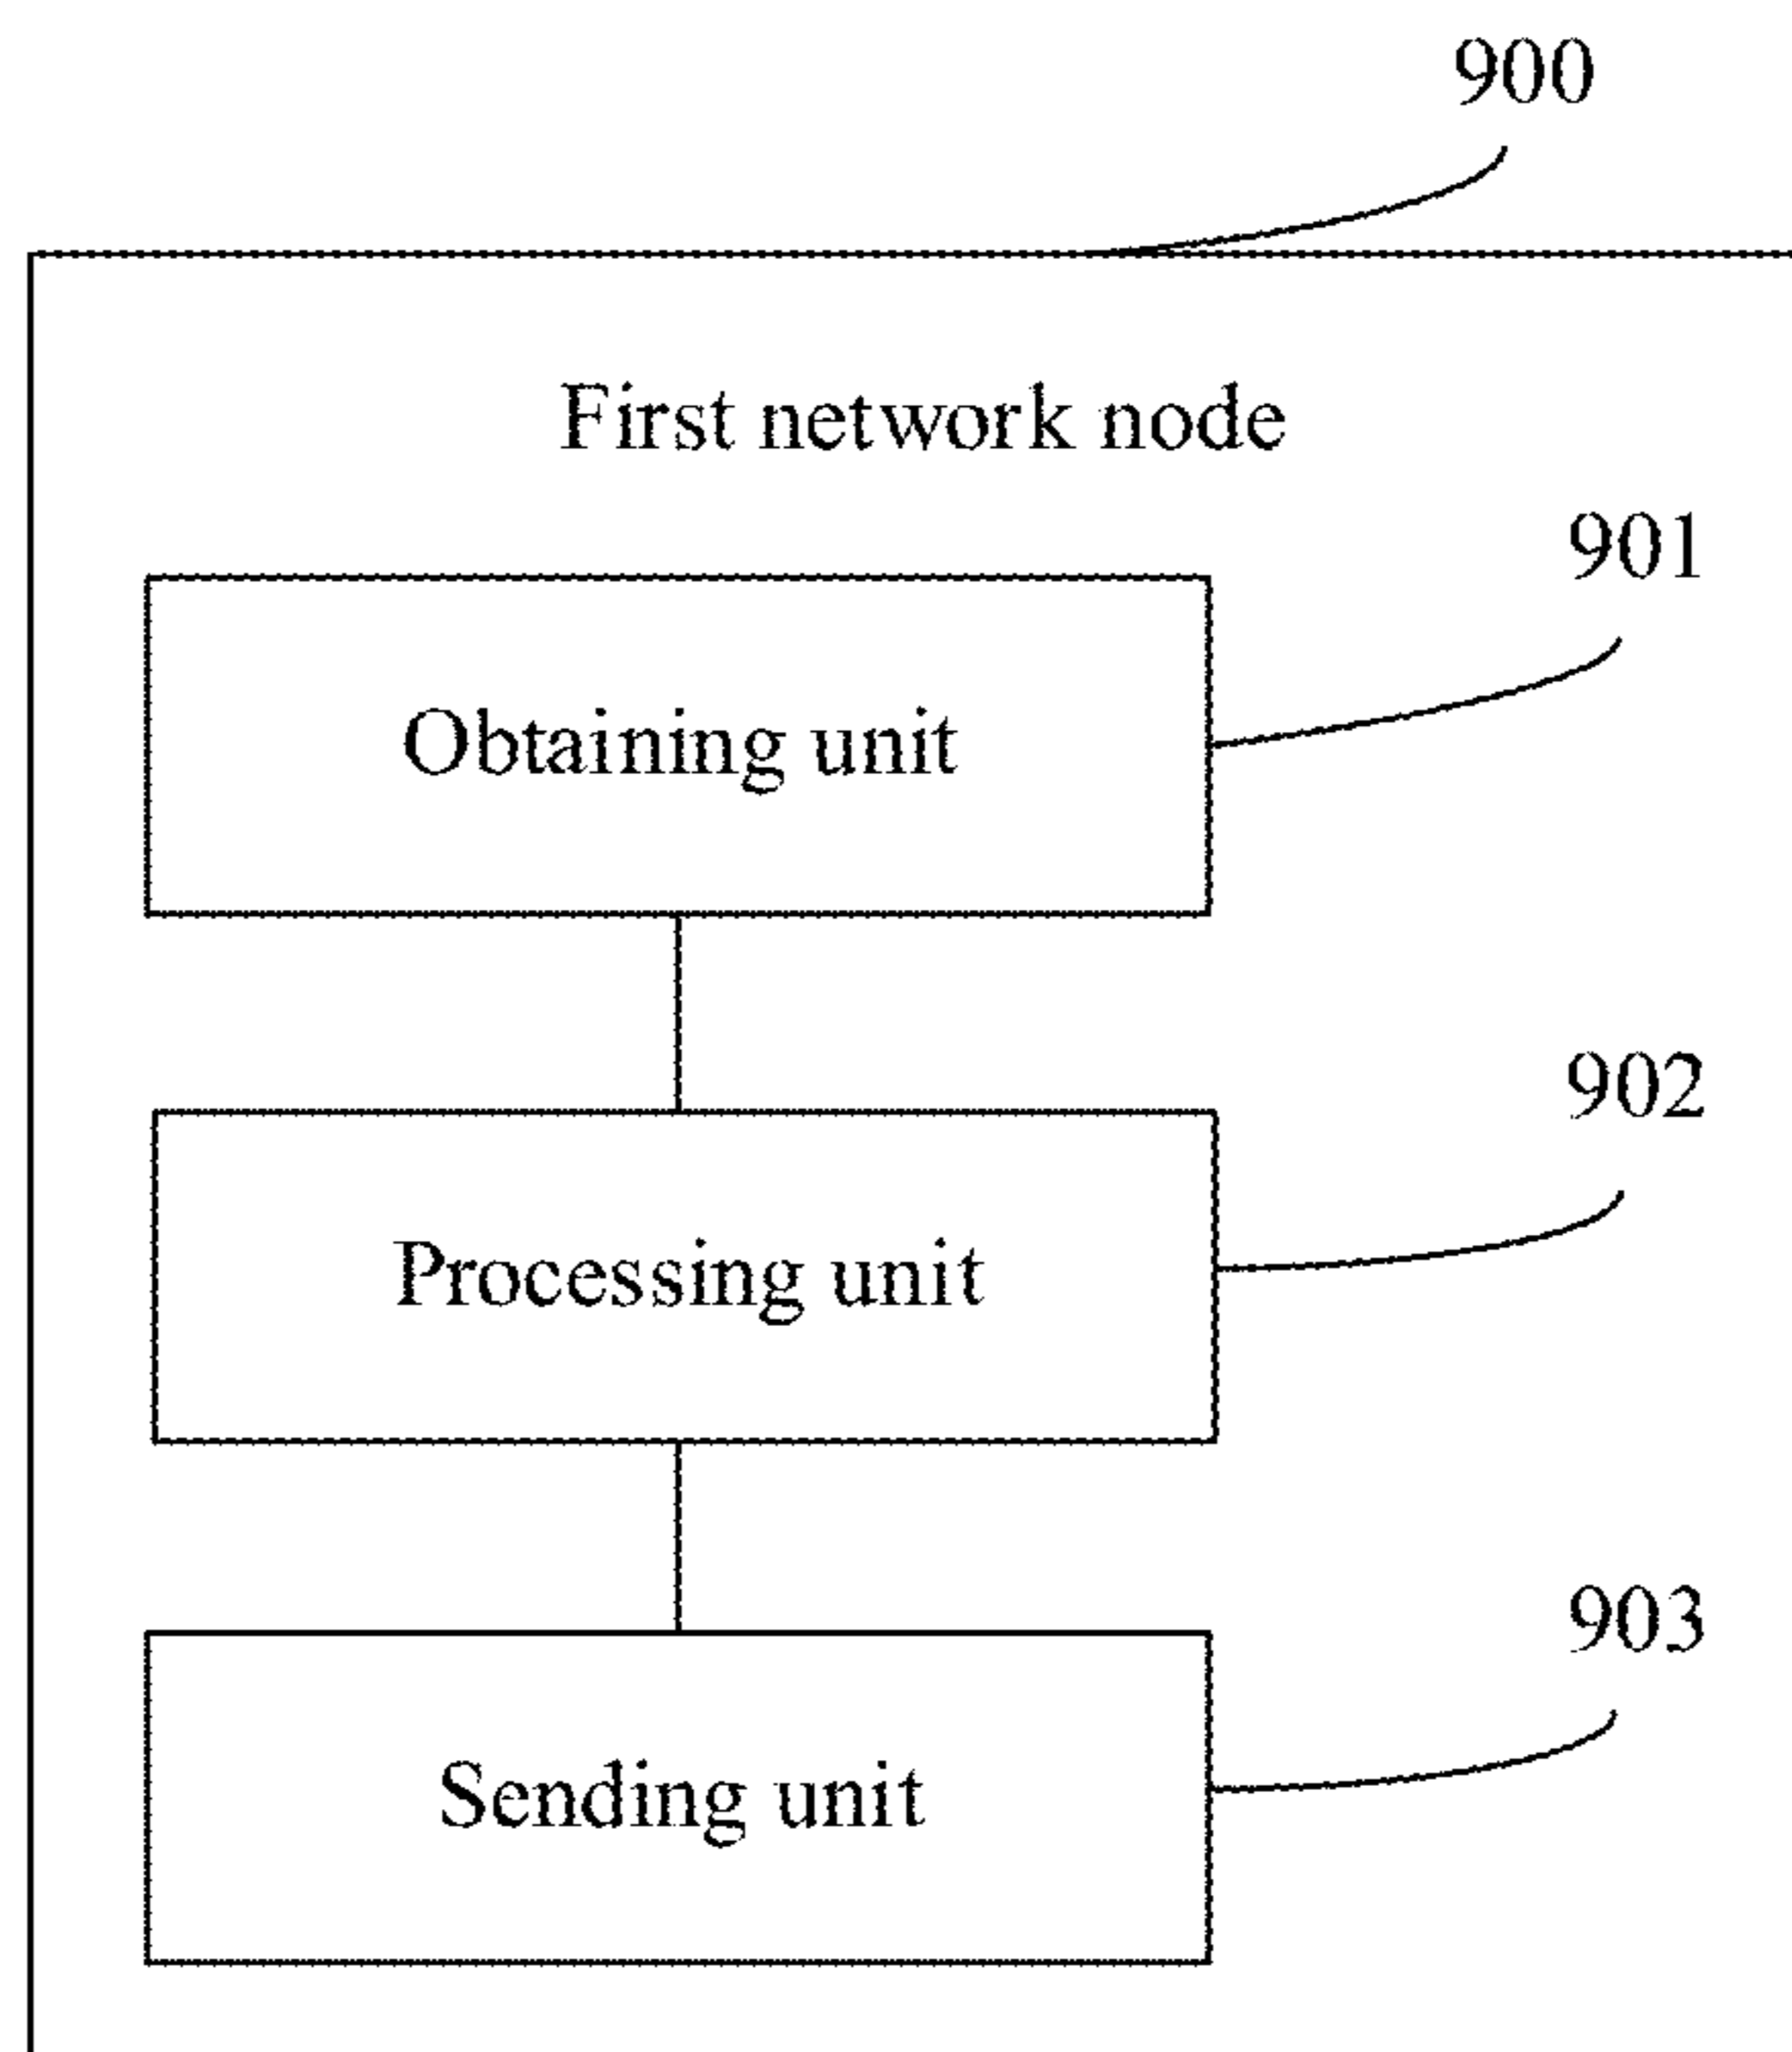 900
First network node
901
Obtaining unit
902
Processing unit
903
Sending unit